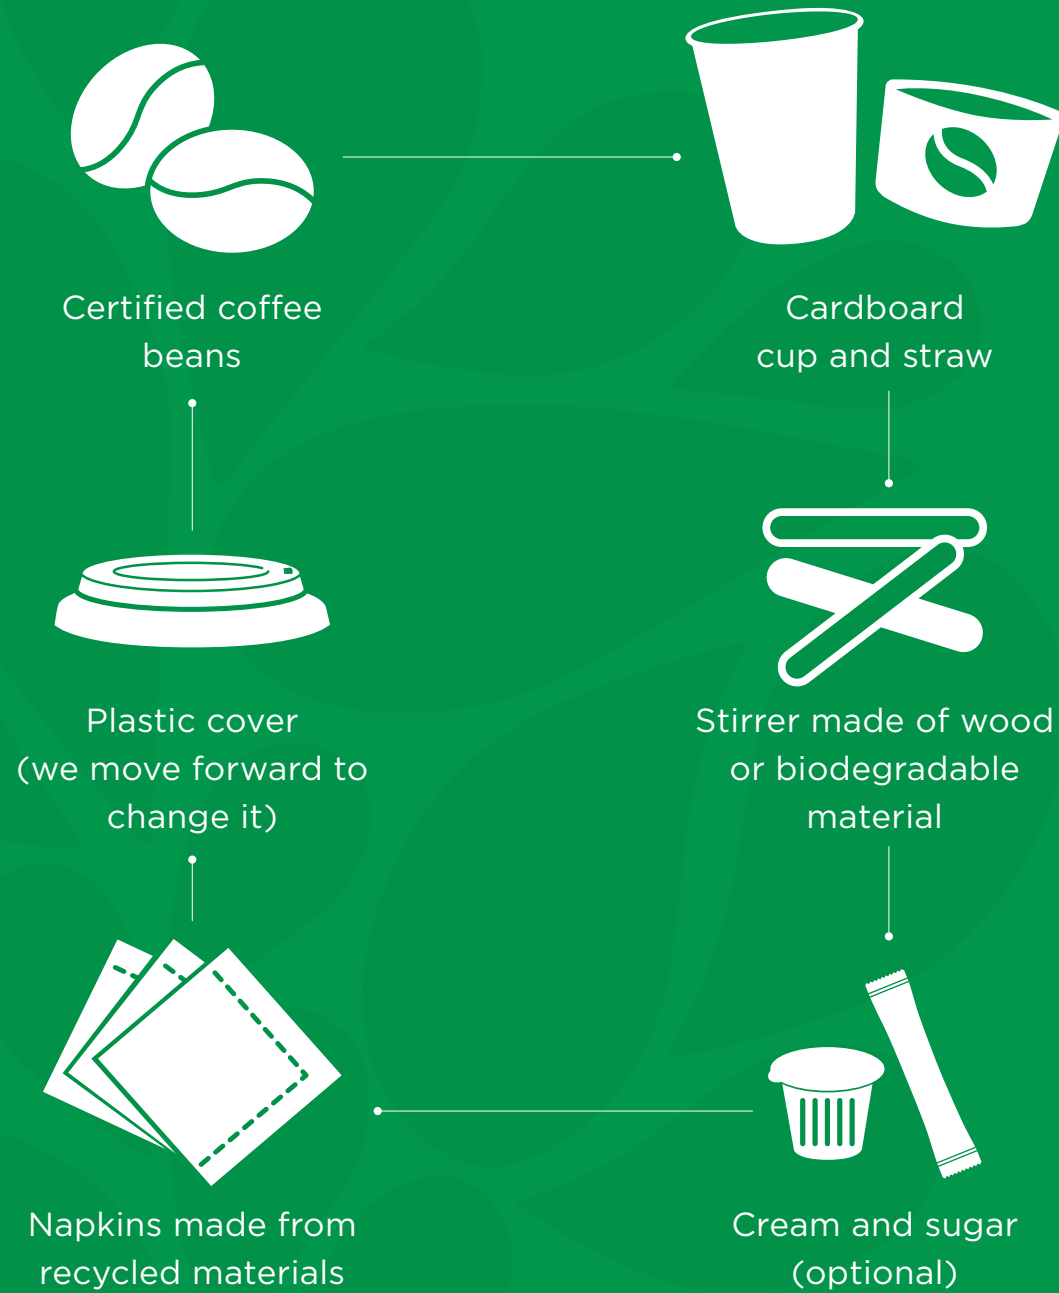 Certified coffee
beans
Cardboard
cup and straw
Plastic cover
(we move forward to
change it)
Stirrer made of wood
or biodegradable
material
Napkins made from
recycled materials
Cream and sugar
(optional)